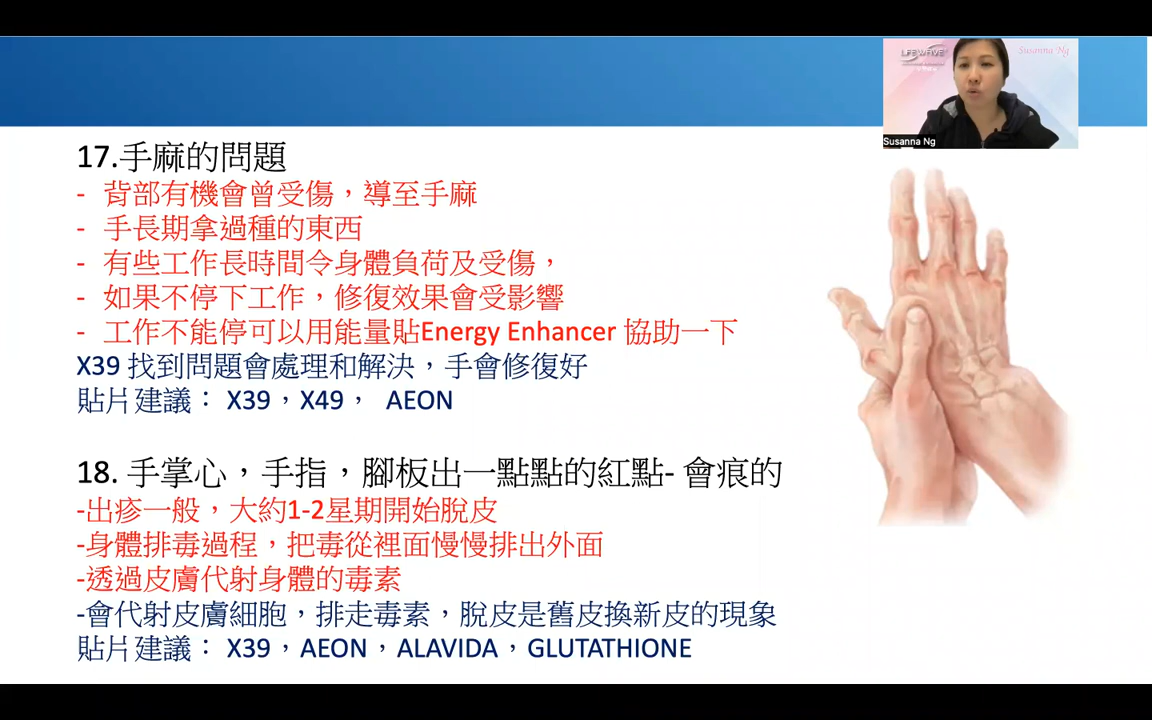 LIFEWAVE
Susanna Ng
Susanna Ng
17.手麻的問題
- 背部有機會曾受傷，導至手麻
- 手長期拿過種的東西
- 有些工作長時間令身體負荷及受傷，
- 如果不停下工作，修復效果會受影響
- 工作不能停可以用能量貼Energy Enhancer 協助一下
X39 找到問題會處理和解決，手會修復好
貼片建議： X39，X49， AEON
18. 手掌心，手指，腳板出一點點的紅點- 會痕的
-出疹一般，大約1-2星期開始脫皮
-身體排毒過程，把毒從裡面慢慢排出外面
-透過皮膚代射身體的毒素
-會代射皮膚細胞，排走毒素，脫皮是舊皮換新皮的現象
貼片建議： X39，AEON，ALAVIDA，GLUTATHIONE